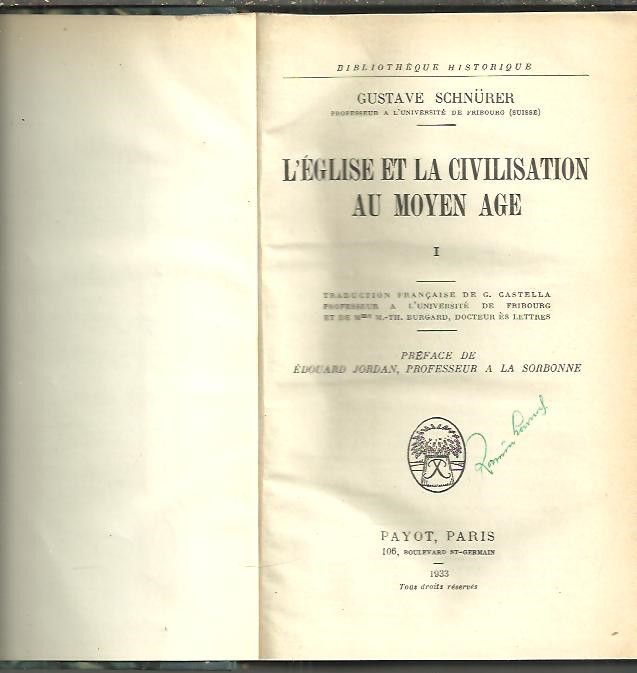 BIBLIOTHÈQUE HISTORIQUE
GUSTAVE SCHNÜRER
PROFESSEUR A L'UNIVERSITÉ DE FRIBOURG (SUISSE)
L'ÉGLISE ET LA CIVILISATION
AU MOYEN AGE
I
TRADUCTION FRANÇAISE DE G. CASTELLA
PROFESSEUR A L'UNIVERSITÉ DE FRIBOURG
ET DE Mme M.-TH. BURGARD, DOCTEUR ÈS LETTRES
PRÉFACE DE
ÉDOUARD JORDAN, PROFESSEUR A LA SORBONNE
PAYOT, PARIS
106, BOULEVARD ST-GERMAIN
1933
Tous droits réservés